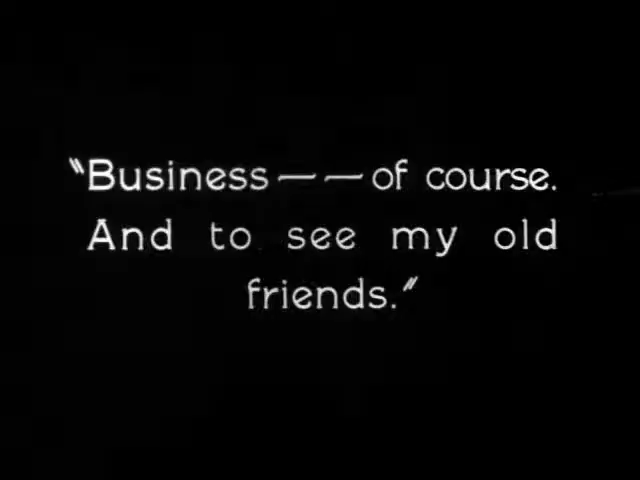 "Business — — of course.
And to see my old
friends."